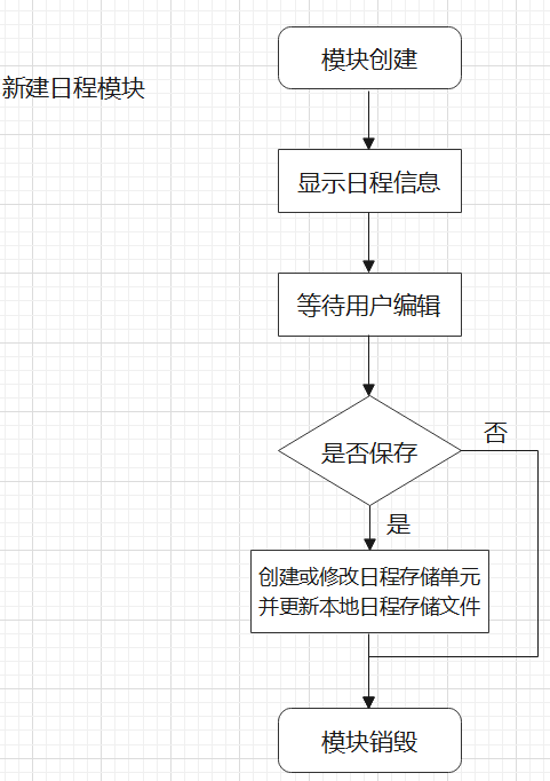 模块创建
新建日程模块
显示日程信息
等待用户编辑
否
是否保存
是
创建或修改日程存储单元
并更新本地日程存储文件
模块销毁